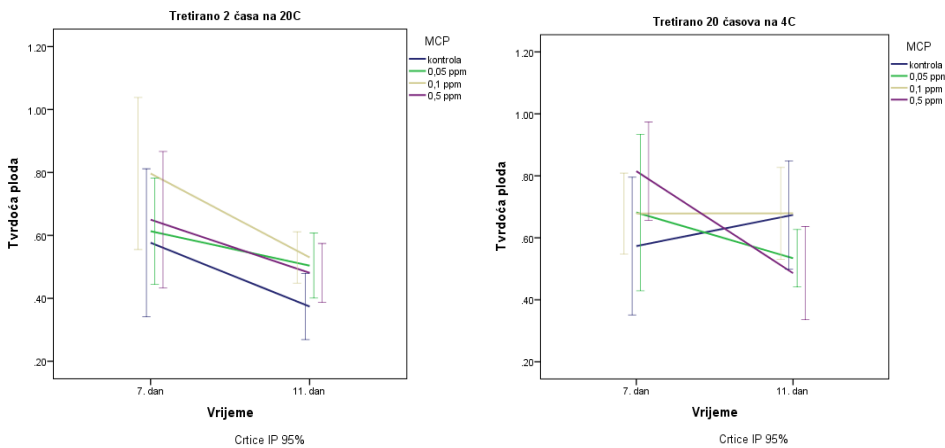 Tretirano 2 časa na 20C
MCP
kontrola
0,05 ppm
0,1 ppm
0,5 ppm
Tvrdoća ploda
1.20
1.00
.80
.60
.40
.20
7. dan
11. dan
Vrijeme
Crtice IP 95%
Tretirano 20 časova na 4C
MCP
kontrola
0,05 ppm
0,1 ppm
0,5 ppm
Tvrdoća ploda
1.20
1.00
.80
.60
.40
.20
7. dan
11. dan
Vrijeme
Crtice IP 95%